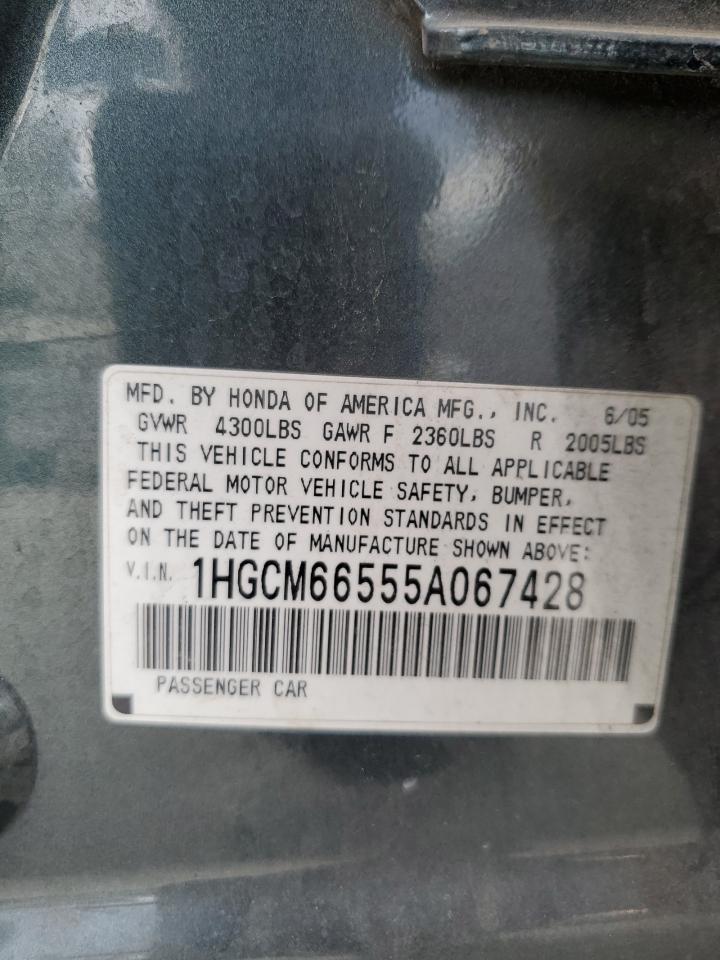 MFD. BY HONDA OF AMERICA MFG., INC. 6/05
GVWR 4300LBS GAWR F 2360LBS R 2005LBS
THIS VEHICLE CONFORMS TO ALL APPLICABLE
FEDERAL MOTOR VEHICLE SAFETY, BUMPER,
AND THEFT PREVENTION STANDARDS IN EFFECT
ON THE DATE OF MANUFACTURE SHOWN ABOVE:
V.I.N. 1HGCM66555A067428
PASSENGER CAR